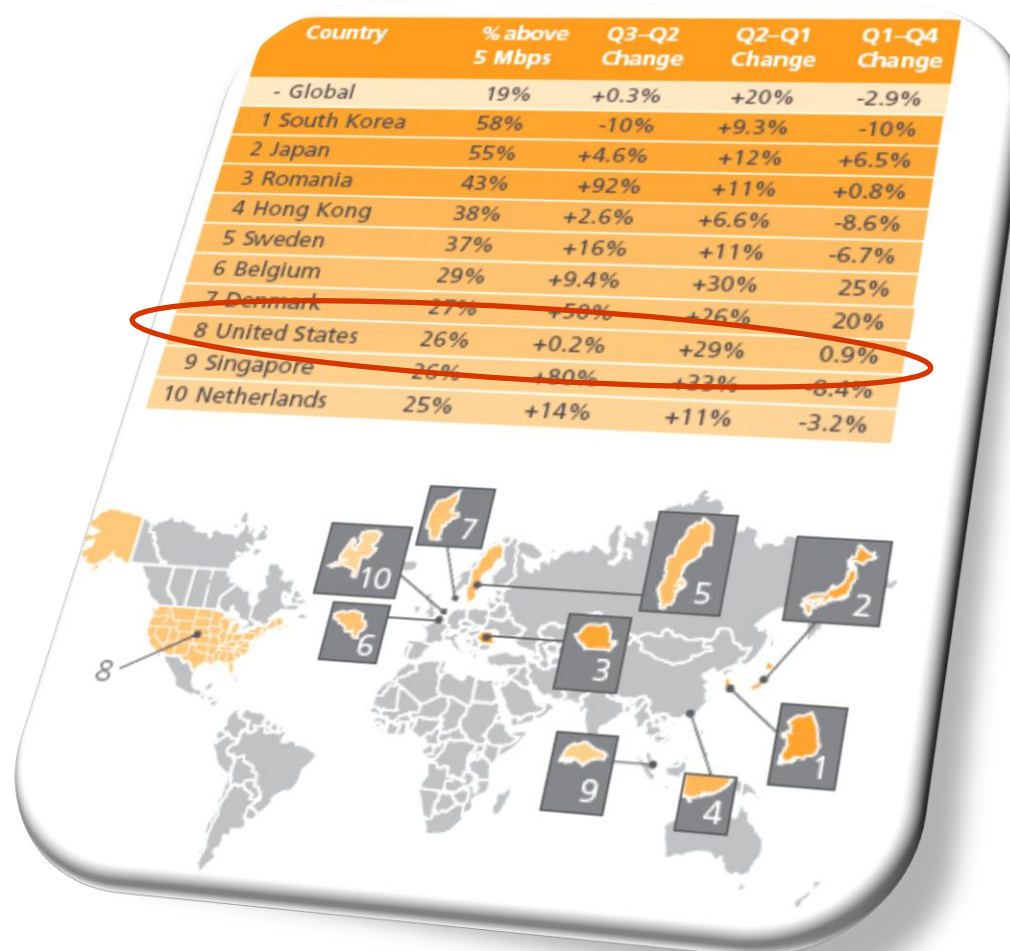 Country % above 5 Mbps Q3–Q2 Change Q2–Q1 Change Q1–Q4 Change
- Global 19% +0.3% +20% -2.9%
1 South Korea 58% -10% +9.3% -10%
2 Japan 55% +4.6% +12% +6.5%
3 Romania 43% +92% +11% +0.8%
4 Hong Kong 38% +2.6% +6.6% -8.6%
5 Sweden 37% +16% +11% -6.7%
6 Belgium 29% +9.4% +30% 25%
7 Denmark 27% +50% +26% 20%
8 United States 26% +0.2% +29% 0.9%
9 Singapore 26% +80% +33% -8.4%
10 Netherlands 25% +14% +11% -3.2%
7
10
5
2
6
8
3
1
9
4